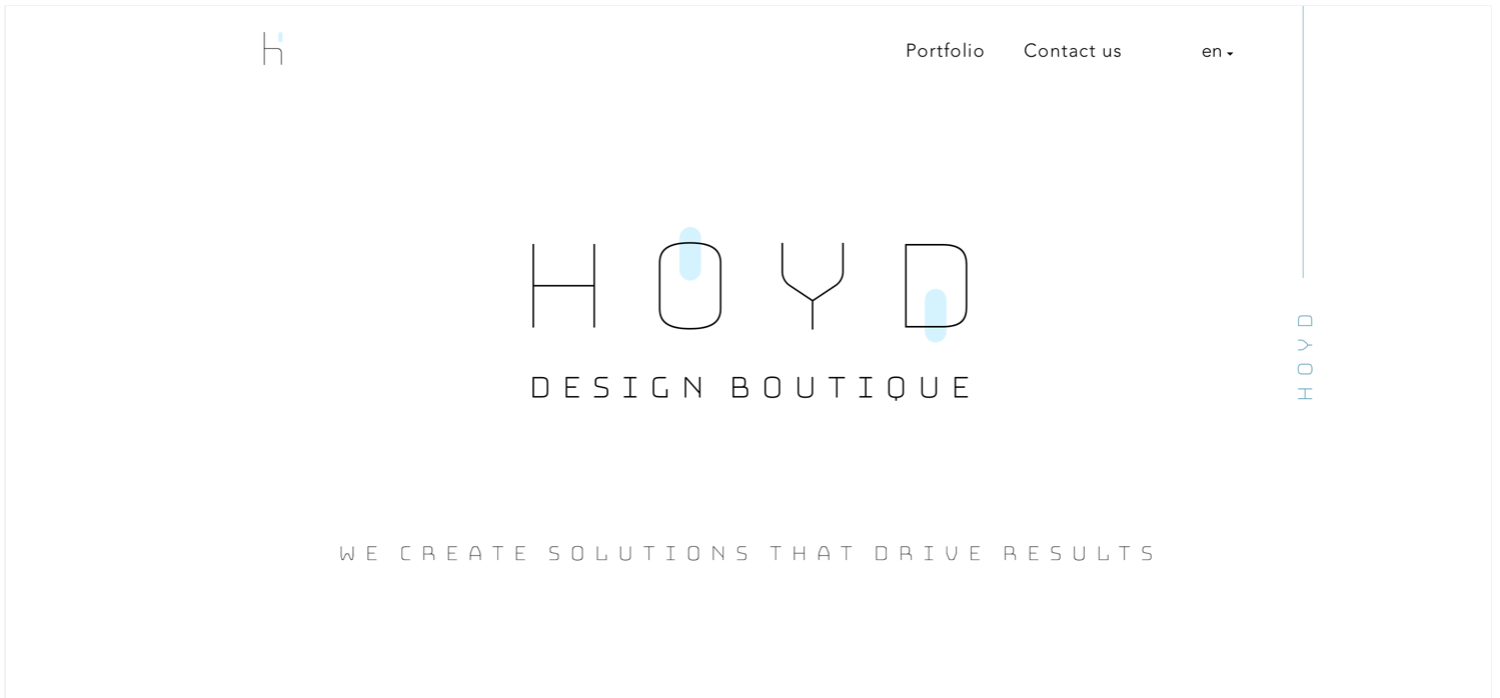 h
Portfolio Contact us en
HOYD
DESIGN BOUTIQUE
HOYD
WE CREATE SOLUTIONS THAT DRIVE RESULTS